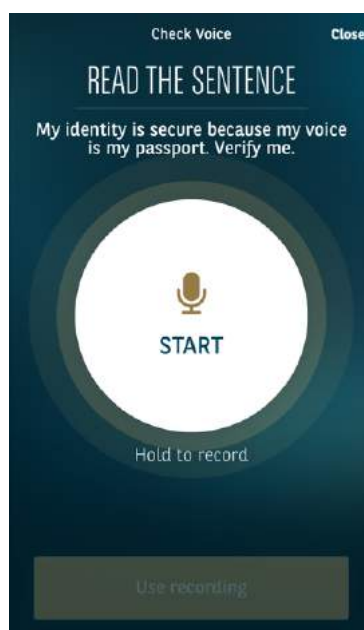 Check Voice Close
READ THE SENTENCE
My identity is secure because my voice
is my passport. Verify me.
START
Hold to record
Use recording